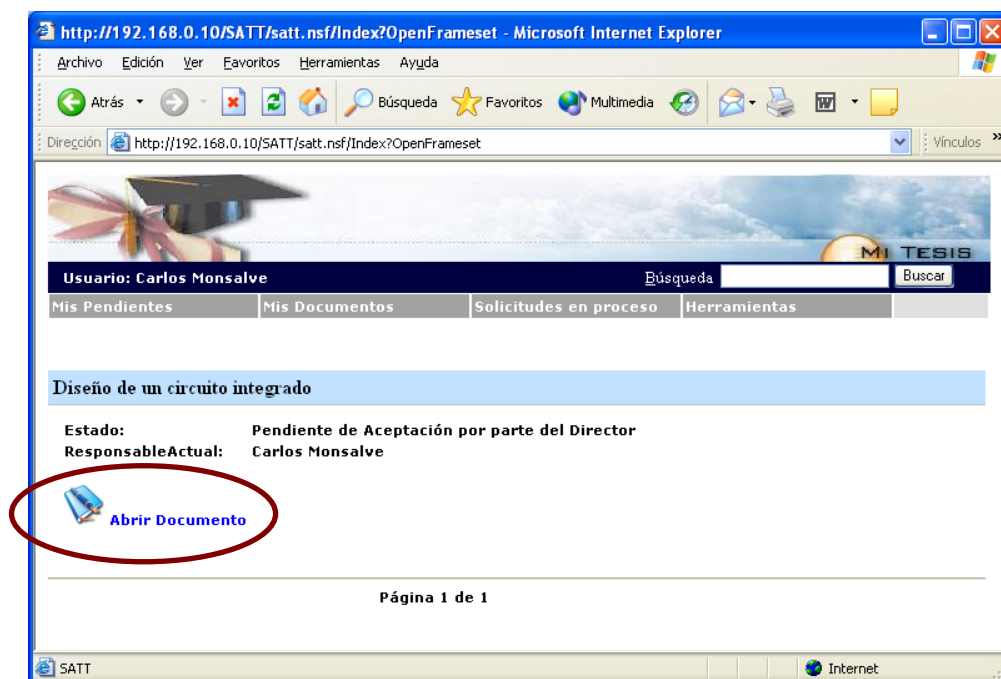 http://192.168.0.10/SATT/satt.nsf/Index?OpenFrameset - Microsoft Internet Explorer
Archivo Edición Ver Favoritos Herramientas Ayuda
Atrás Búsqueda Favoritos Multimedia
Dirección http://192.168.0.10/SATT/satt.nsf/Index?OpenFrameset Vínculos »
MI TESIS
Usuario: Carlos Monsalve Búsqueda Buscar
Mis Pendientes Mis Documentos Solicitudes en proceso Herramientas
Diseño de un circuito integrado
Estado: Pendiente de Aceptación por parte del Director
ResponsableActual: Carlos Monsalve
Abrir Documento
Página 1 de 1
SATT Internet